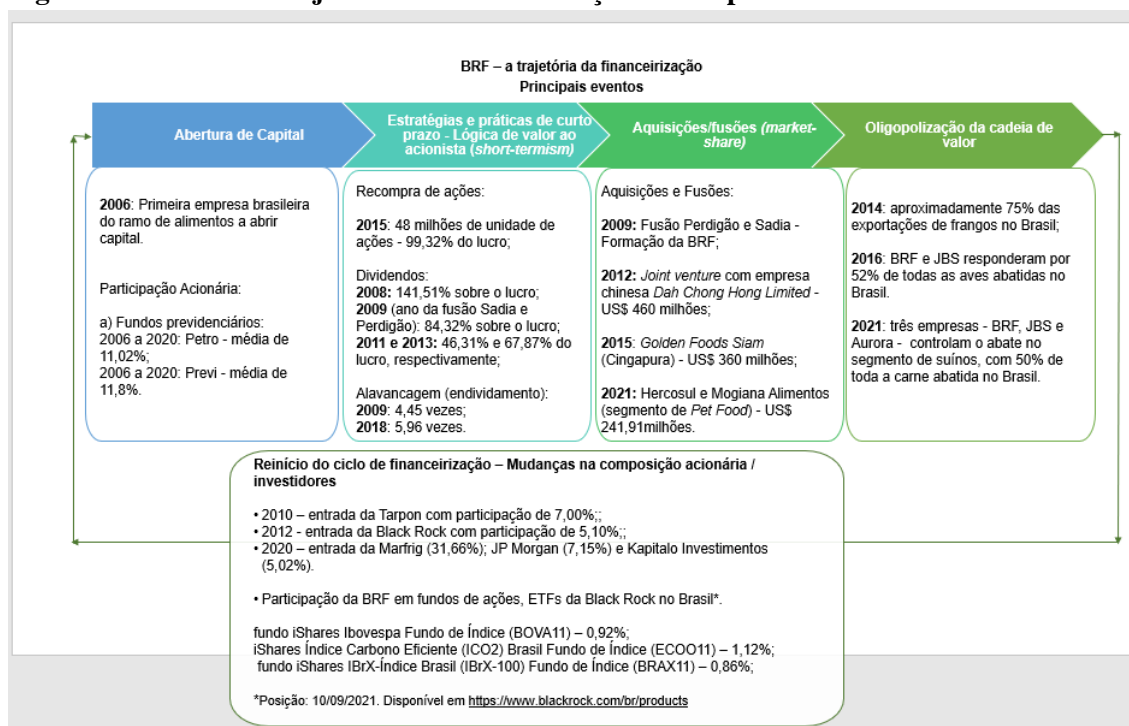 BRF – a trajetória da financeirização
Principais eventos
Abertura de Capital
Estratégias e práticas de curto
prazo - Lógica de valor ao
acionista (short-termism)
Aquisições/fusões (market-
share)
Oligopolização da cadeia de
valor
2006: Primeira empresa brasileira
do ramo de alimentos a abrir
capital.
Participação Acionária:
a) Fundos previdenciários:
2006 a 2020: Petro - média de
11,02%;
2006 a 2020: Previ - média de
11,8%.
Recompra de ações:
2015: 48 milhões de unidade de
ações - 99,32% do lucro;
Dividendos:
2008: 141,51% sobre o lucro;
2009 (ano da fusão Sadia e
Perdigão): 84,32% sobre o lucro;
2011 e 2013: 46,31% e 67,87% do
lucro, respectivamente;
Alavancagem (endividamento):
2009: 4,45 vezes;
2018: 5,96 vezes.
Aquisições e Fusões:
2009: Fusão Perdigão e Sadia -
Formação da BRF;
2012: Joint venture com empresa
chinesa Dah Chong Hong Limited -
US$ 460 milhões;
2015: Golden Foods Siam
(Cingapura) - US$ 360 milhões;
2021: Hercosul e Mogiana Alimentos
(segmento de Pet Food) - US$
241,91milhões.
2014: aproximadamente 75% das
exportações de frangos no Brasil;
2016: BRF e JBS responderam por
52% de todas as aves abatidas no
Brasil.
2021: três empresas - BRF, JBS e
Aurora - controlam o abate no
segmento de suínos, com 50% de
toda a carne abatida no Brasil.
Reinício do ciclo de financeirização – Mudanças na composição acionária /
investidores
• 2010 – entrada da Tarpon com participação de 7,00%;;
• 2012 - entrada da Black Rock com participação de 5,10%;;
• 2020 – entrada da Marfrig (31,66%); JP Morgan (7,15%) e Kapitalo Investimentos
(5,02%).
• Participação da BRF em fundos de ações, ETFs da Black Rock no Brasil*.
fundo iShares Ibovespa Fundo de Índice (BOVA11) – 0,92%;
iShares Índice Carbono Eficiente (ICO2) Brasil Fundo de Índice (ECOO11) – 1,12%;
fundo iShares IBrX-Índice Brasil (IBrX-100) Fundo de Índice (BRAX11) – 0,86%;
*Posição: 10/09/2021. Disponível em https://www.blackrock.com/br/products